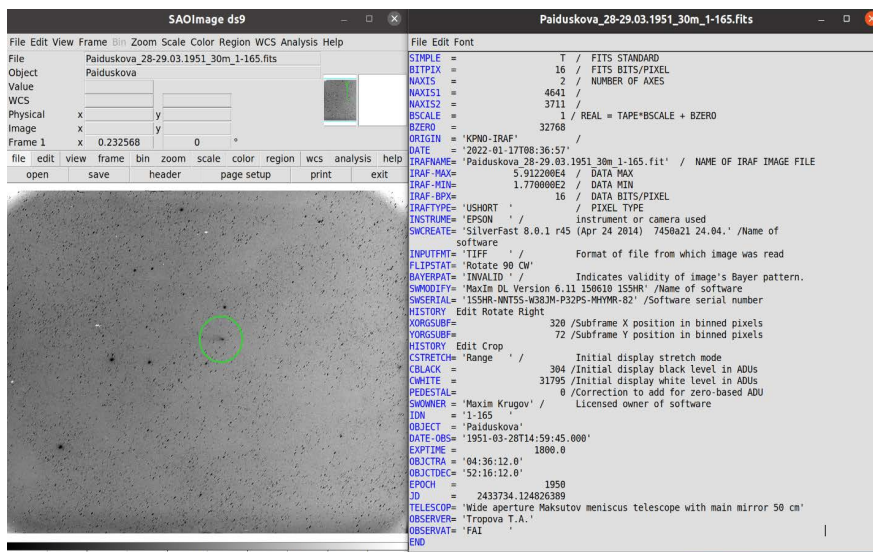 SAOImage ds9
File Edit View Frame Bin Zoom Scale Color Region WCS Analysis Help
File Paiduskova_28-29.03.1951_30m_1-165.fits
Object Paiduskova
Value
WCS
Physical x y
Image x y
Frame 1 x 0.232568 0 °
file edit view frame bin zoom scale color region wcs analysis help
open save header page setup print exit
Paiduskova_28-29.03.1951_30m_1-165.fits
File Edit Font
SIMPLE = T / FITS STANDARD
BITPIX = 16 / FITS BITS/PIXEL
NAXIS = 2 / NUMBER OF AXES
NAXIS1 = 4641 /
NAXIS2 = 3711 /
BSCALE = 1 / REAL = TAPE*BSCALE + BZERO
BZERO = 32768
ORIGIN = 'KPNO-IRAF' /
DATE = '2022-01-17T08:36:57'
IRAFNAME= 'Paiduskova_28-29.03.1951_30m_1-165.fit' / NAME OF IRAF IMAGE FILE
IRAF-MAX= 5.912200E4 / DATA MAX
IRAF-MIN= 1.770000E2 / DATA MIN
IRAF-BPX= 16 / DATA BITS/PIXEL
IRAFTYPE= 'USHORT ' / PIXEL TYPE
INSTRUME= 'EPSON ' / instrument or camera used
SWCREATE= 'SilverFast 8.0.1 r45 (Apr 24 2014) 7450a21 24.04.' /Name of
software
INPUTFMT= 'TIFF ' / Format of file from which image was read
FLIPSTAT= 'Rotate 90 CW'
BAYERPAT= 'INVALID ' / Indicates validity of image's Bayer pattern.
SWMODIFY= 'MaxIm DL Version 6.11 150610 1S5HR' /Name of software
SWSERIAL= '1S5HR-NNT5S-W38JM-P32PS-MHYMR-82' /Software serial number
HISTORY Edit Rotate Right
XORGSUBF= 320 /Subframe X position in binned pixels
YORGSUBF= 72 /Subframe Y position in binned pixels
HISTORY Edit Crop
CSTRETCH= 'Range ' / Initial display stretch mode
CBLACK = 304 /Initial display black level in ADUs
CWHITE = 31795 /Initial display white level in ADUs
PEDESTAL= 0 /Correction to add for zero-based ADU
SWOWNER = 'Maxim Krugov' / Licensed owner of software
IDN = '1-165 '
OBJECT = 'Paiduskova'
DATE-OBS= '1951-03-28T14:59:45.000'
EXPTIME = 1800.0
OBJCTRA = '04:36:12.0'
OBJCTDEC= '52:16:12.0'
EPOCH = 1950
JD = 2433734.124826389
TELESCOP= 'Wide aperture Maksutov meniscus telescope with main mirror 50 cm'
OBSERVER= 'Tropova T.A.'
OBSERVAT= 'FAI '
END